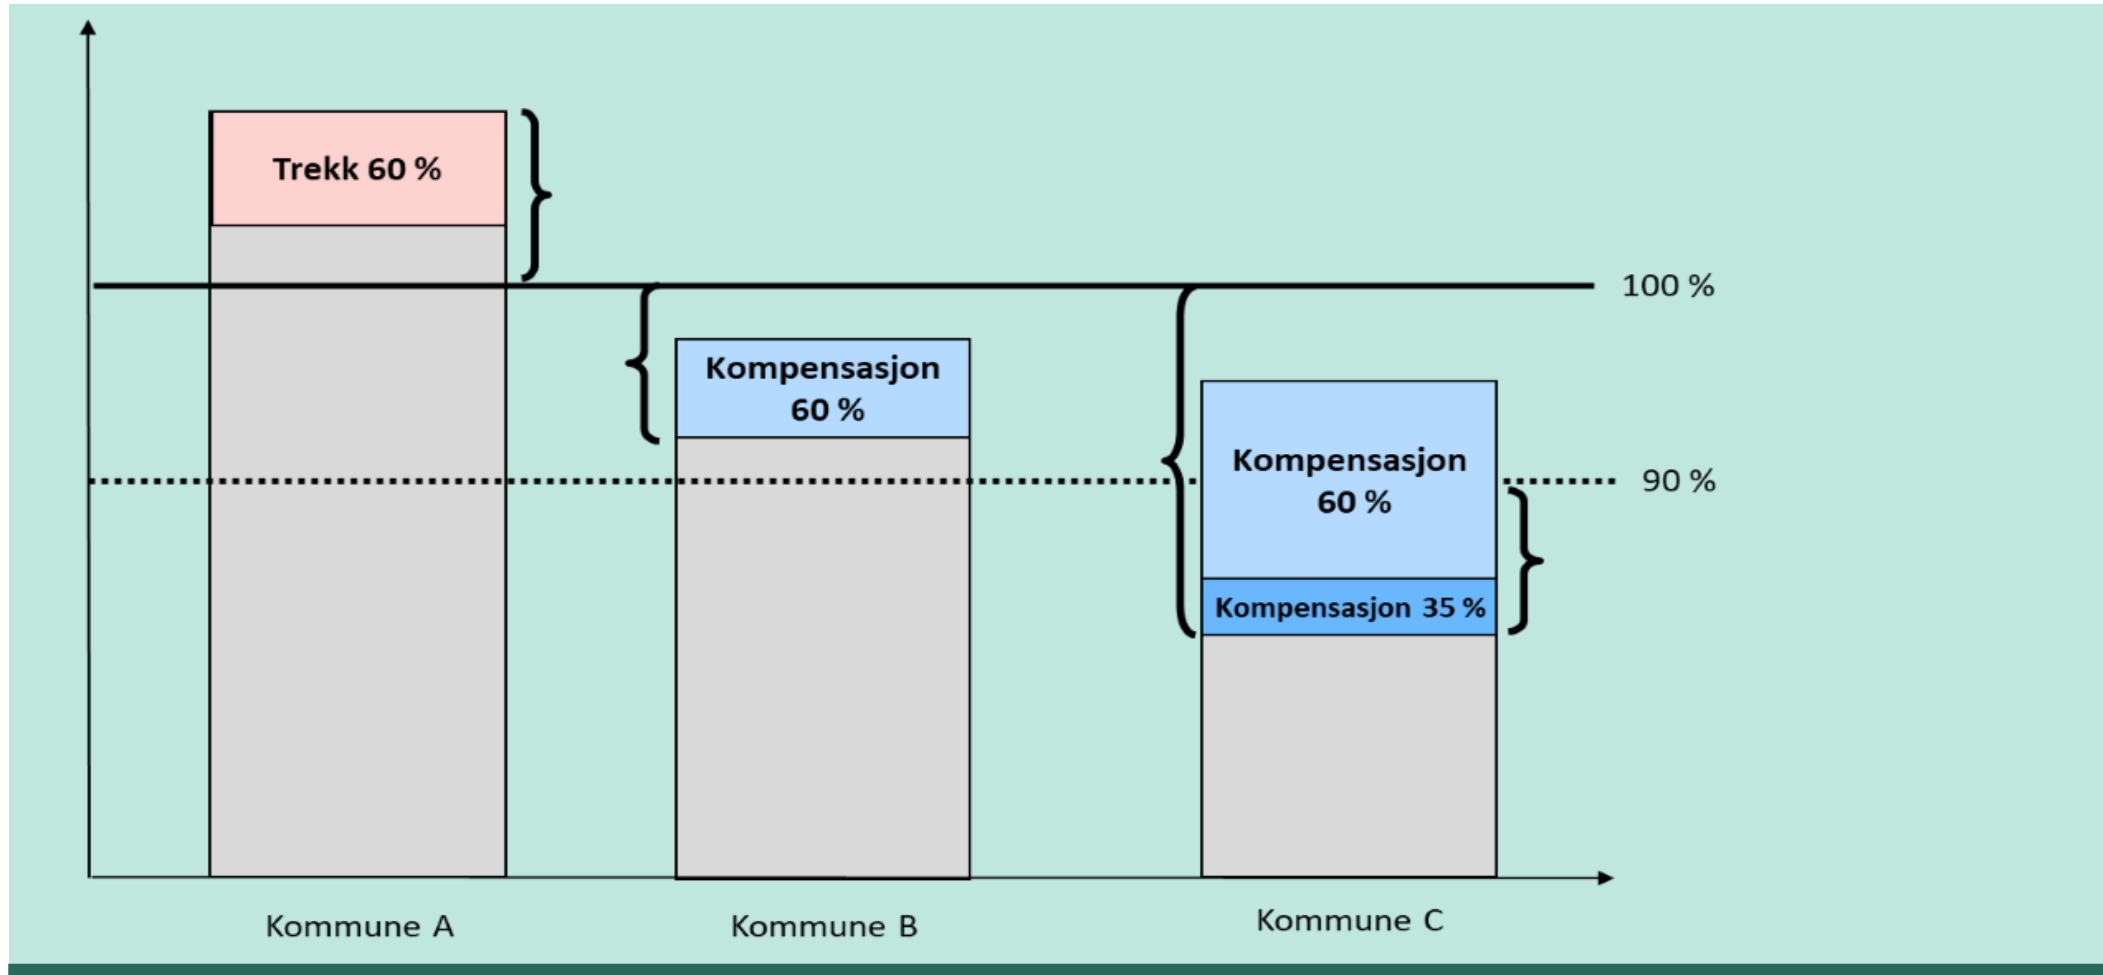 Trekk 60 %
100 %
Kompensasjon
60 %
90 %
Kompensasjon
60 %
Kompensasjon 35 %
Kommune A
Kommune B
Kommune C